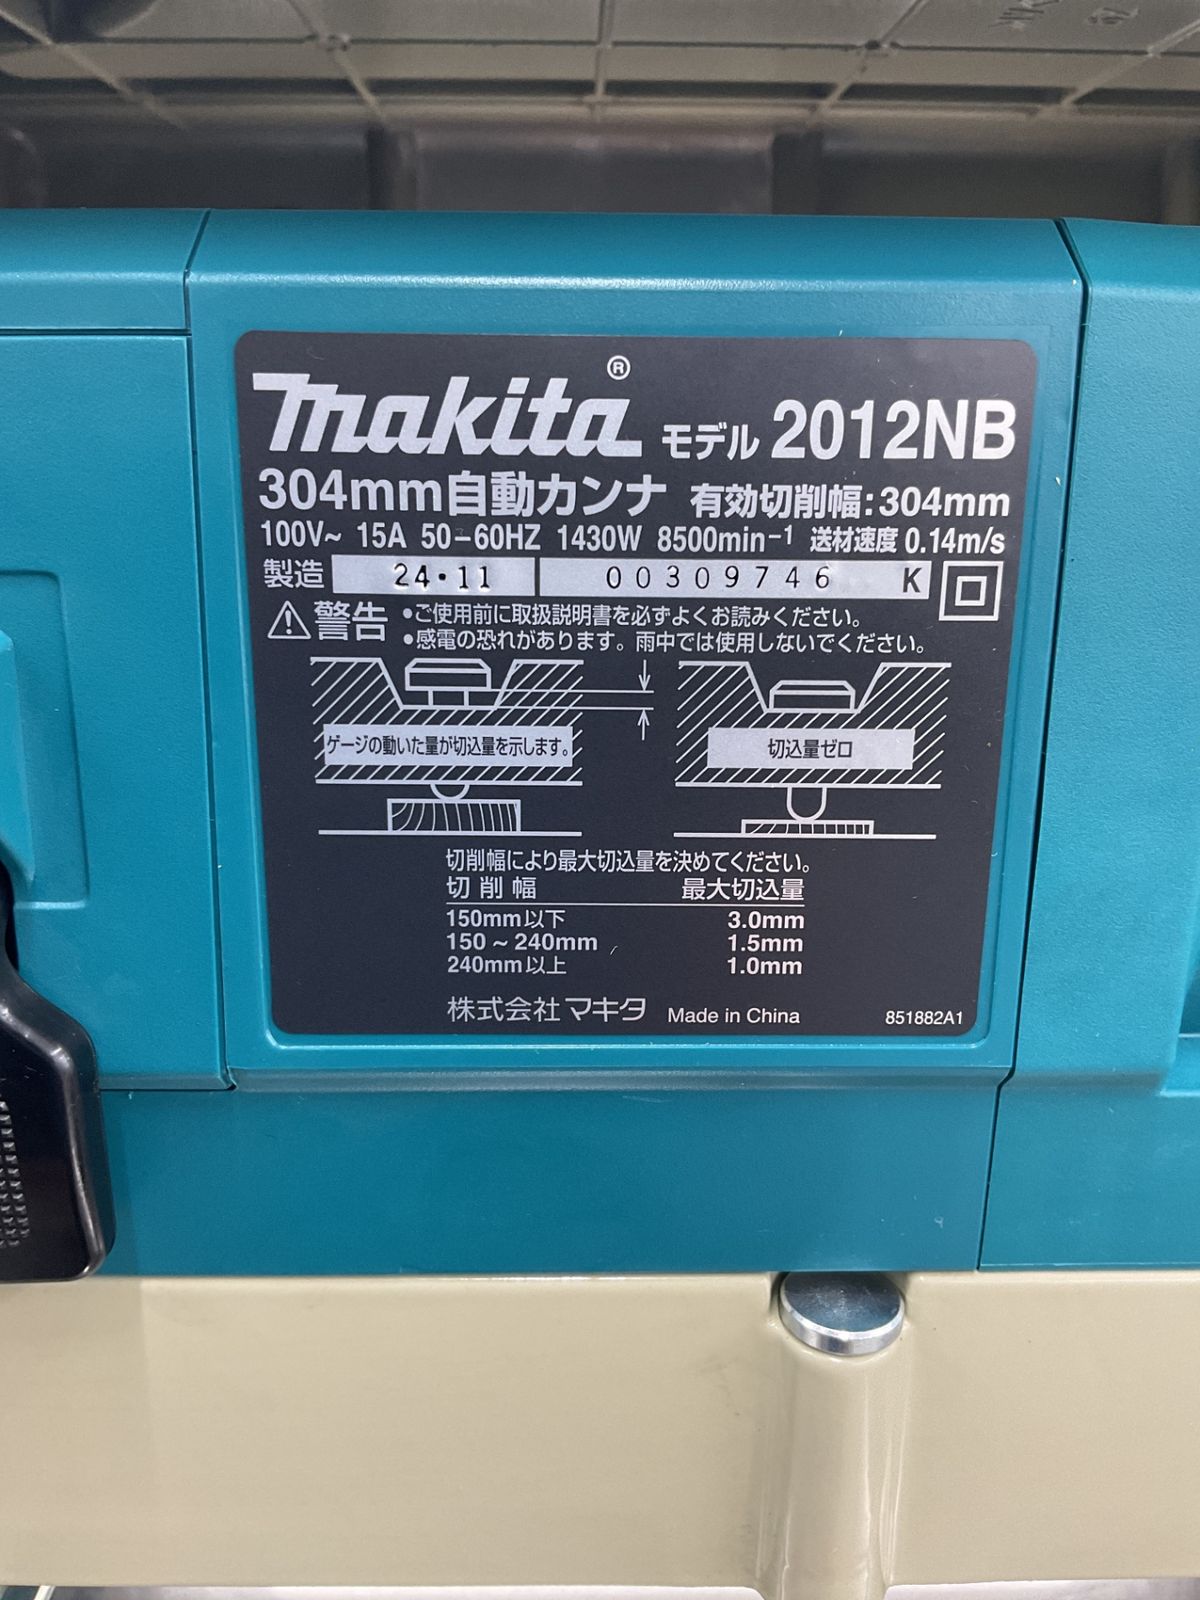 makita® モデル 2012NB
304mm自動カンナ 有効切削幅:304mm
100V~ 15A 50-60HZ 1430W 8500min-1 送材速度 0.14m/s
製造 24・11 00309746 K
警告 •ご使用前に取扱説明書を必ずよくお読みください。
•感電の恐れがあります。雨中では使用しないでください。
ゲージの動いた量が切込量を示します。 切込量ゼロ
切削幅により最大切込量を決めてください。
切削幅 最大切込量
150mm以下 3.0mm
150~240mm 1.5mm
240mm以上 1.0mm
株式会社マキタ Made in China 851882A1